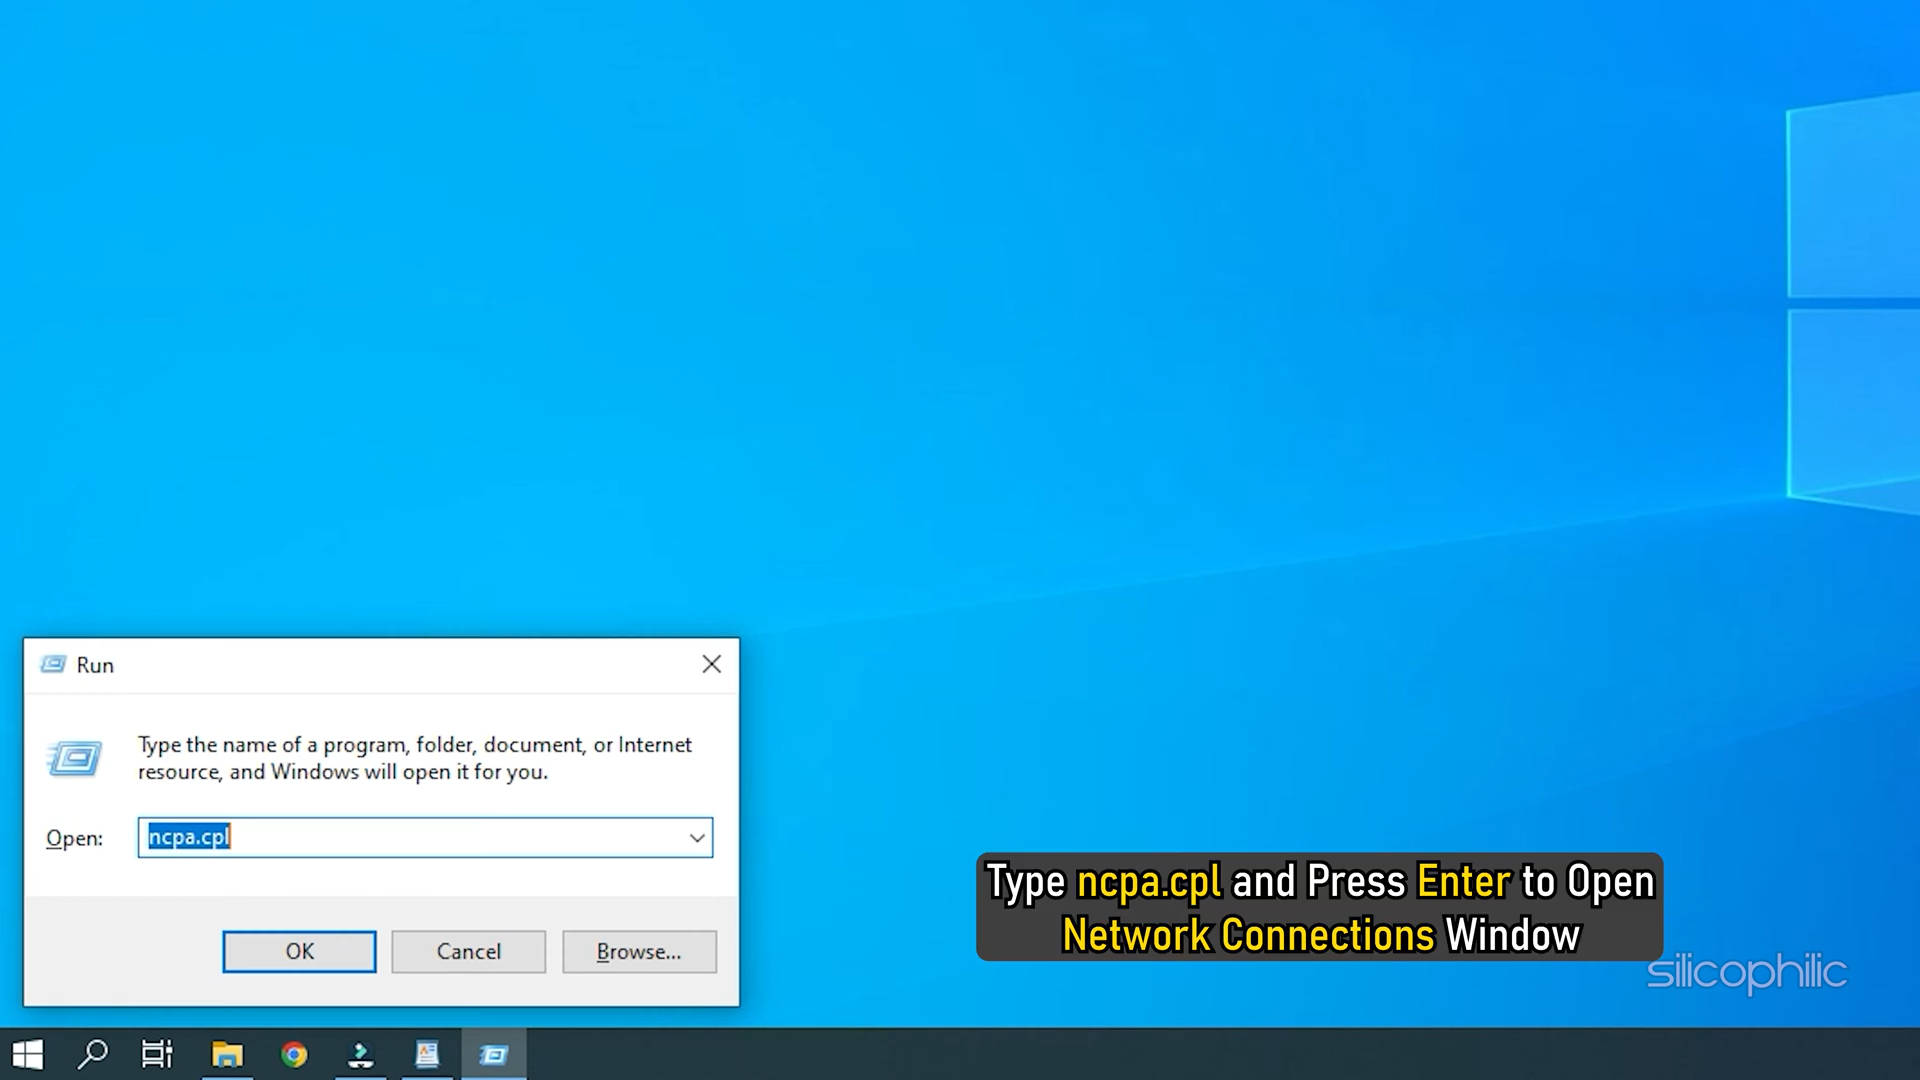 Run
Type the name of a program, folder, document, or Internet
resource, and Windows will open it for you.
Open:
ncpa.cpl
OK
Cancel
Browse...
Type ncpa.cpl and Press Enter to Open
Network Connections Window
silicophilic